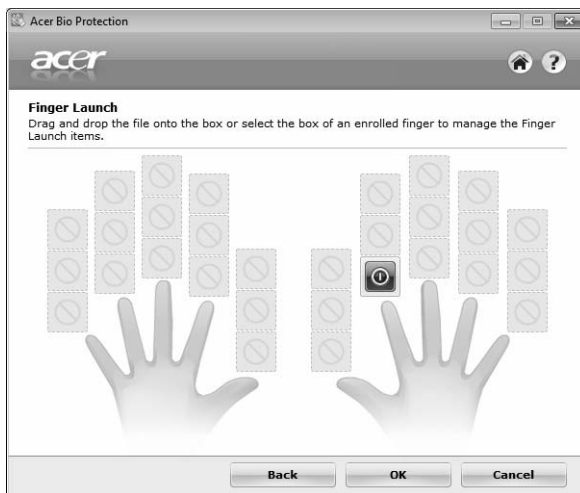 Acer Bio Protection
acer
Finger Launch
Drag and drop the file onto the box or select the box of an enrolled finger to manage the Finger
Launch items.
Back
OK
Cancel